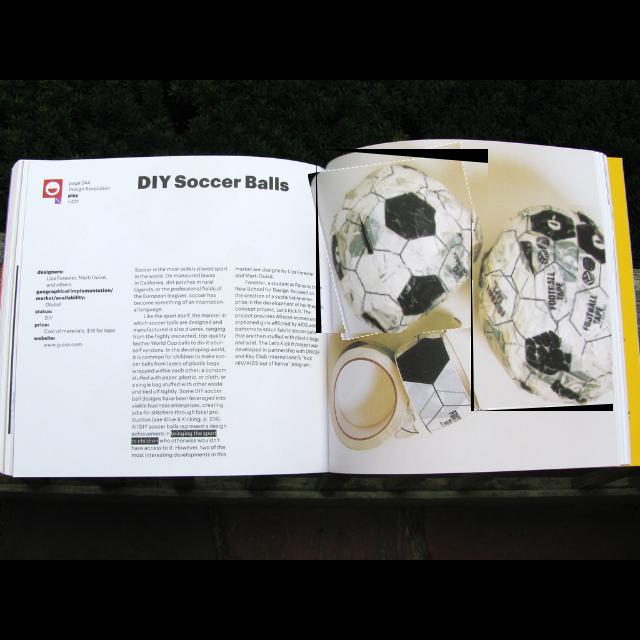 page 244
Design Revolution
play
DIY
DIY Soccer Balls
designers:
Liza Forester, Marti Guixé,
and others
geographical implementation/
market/availability:
Global
status:
DIY
price:
Cost of materials, $18 for tape
website:
www.guixe.com
Soccer is the most widely played sport
in the world. On manicured lawns
in California, dirt patches in rural
Uganda, or the professional fields of
the European leagues, soccer has
become something of an internation-
al language.
Like the sport itself, the manner in
which soccer balls are designed and
manufactured is also diverse, ranging
from the highly expected, top-quality
leather World Cup balls to do-it-your-
self versions. In the developing world,
it is common for children to make soc-
cer balls from layers of plastic bags
wrapped within each other; a condom
stuffed with paper, plastic, or cloth; or
a single bag stuffed with other waste
and tied off tightly. Some DIY soccer
ball designs have been leveraged into
viable business enterprises, creating
jobs for stitchers through local pro-
duction (see Alive & Kicking, p. 274).
All DIY soccer balls represent a design
achievement in bringing the sport
to children who otherwise wouldn't
have access to it. However, two of the
most interesting developments in this
market are designs by Liza Forester
and Marti Guixé.
Forester, a student at Parsons the
New School for Design, focused on
the creation of a sustainable enter-
prise in the development of her
concept project, Let's Kick It. The
project provides African women and
orphaned girls afflicted by AIDS with
patterns to stitch fabric soccer balls
that are then stuffed with plastic bags
and sold. The Let's Kick It project was
developed in partnership with UNICEF
and Key Club International's "Kick
HIV/AIDS out of Kenya" program.